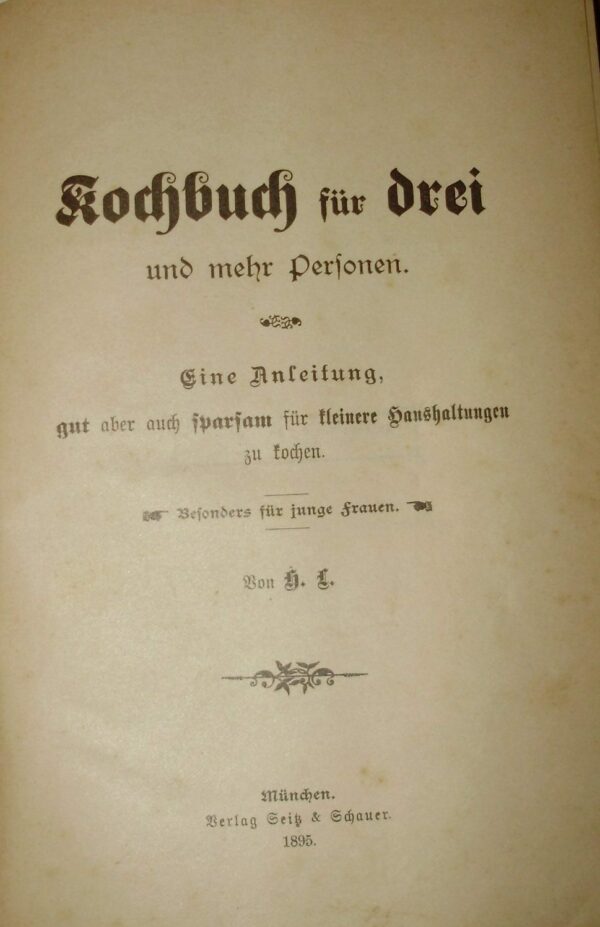 Kochbuch für drei
und mehr Perſonen.
Eine Anleitung,
gut aber auch ſparſam für kleinere Haushaltungen
zu kochen.
Beſonders für junge Frauen.
Von H. L.
München.
Verlag Seitz & Schauer.
1895.